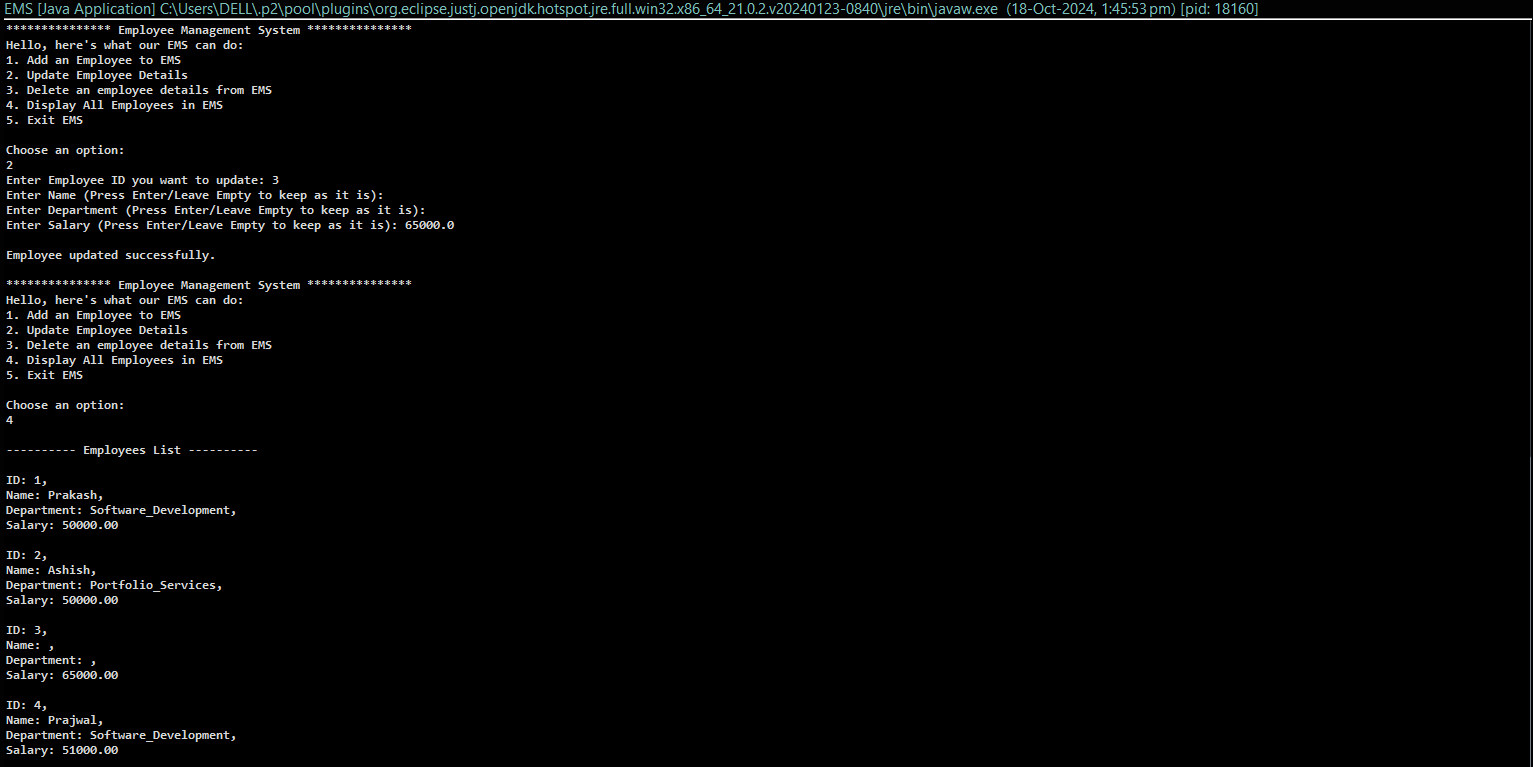 EMS [Java Application] C:\Users\DELL\.p2\pool\plugins\org.eclipse.justj.openjdk.hotspot.jre.full.win32.x86_64_21.0.2.v20240123-0840\jre\bin\javaw.exe (18-Oct-2024, 1:45:53 pm) [pid: 18160]
*************** Employee Management System ***************
Hello, here's what our EMS can do:
1. Add an Employee to EMS
2. Update Employee Details
3. Delete an employee details from EMS
4. Display All Employees in EMS
5. Exit EMS
Choose an option:
2
Enter Employee ID you want to update: 3
Enter Name (Press Enter/Leave Empty to keep as it is):
Enter Department (Press Enter/Leave Empty to keep as it is):
Enter Salary (Press Enter/Leave Empty to keep as it is): 65000.0
Employee updated successfully.
*************** Employee Management System ***************
Hello, here's what our EMS can do:
1. Add an Employee to EMS
2. Update Employee Details
3. Delete an employee details from EMS
4. Display All Employees in EMS
5. Exit EMS
Choose an option:
4
---------- Employees List ----------
ID: 1,
Name: Prakash,
Department: Software_Development,
Salary: 50000.00
ID: 2,
Name: Ashish,
Department: Portfolio_Services,
Salary: 50000.00
ID: 3,
Name: ,
Department: ,
Salary: 65000.00
ID: 4,
Name: Prajwal,
Department: Software_Development,
Salary: 51000.00